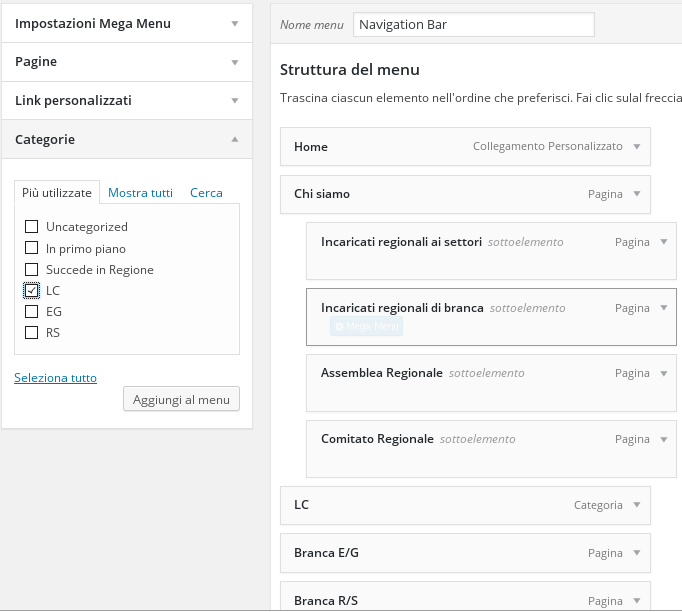 Impostazioni Mega Menu
Pagine
Link personalizzati
Categorie
Più utilizzate Mostra tutti Cerca
Uncategorized
In primo piano
Succede in Regione
LC
EG
RS
Seleziona tutto
Aggiungi al menu
Nome menu Navigation Bar
Struttura del menu
Trascina ciascun elemento nell'ordine che preferisci. Fai clic sulal freccia
Home Collegamento Personalizzato
Chi siamo Pagina
Incaricati regionali ai settori sottoelemento Pagina
Incaricati regionali di branca sottoelemento Pagina
Mega Menu
Assemblea Regionale sottoelemento Pagina
Comitato Regionale sottoelemento Pagina
LC Categoria
Branca E/G Pagina
Branca R/S Pagina